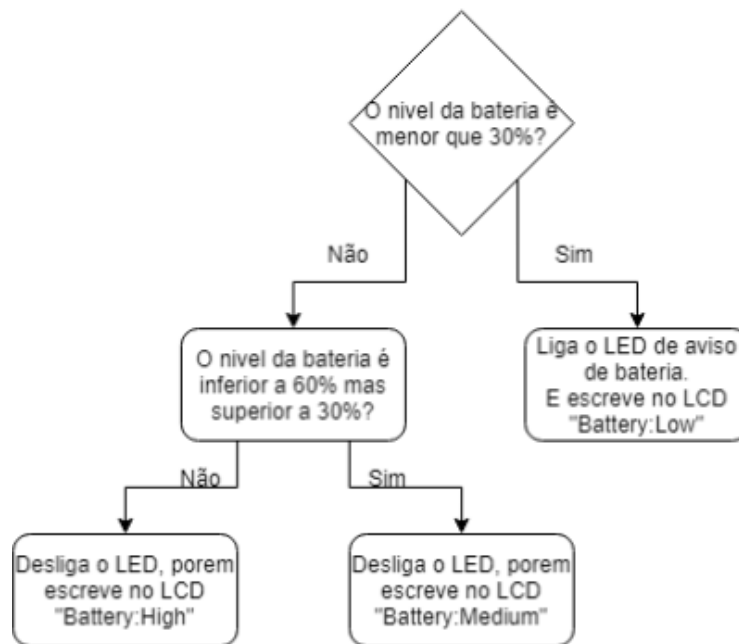 O nivel da bateria é
menor que 30%?
Não
Sim
O nivel da bateria é
inferior a 60% mas
superior a 30%?
Liga o LED de aviso
de bateria.
E escreve no LCD
"Battery:Low"
Não
Sim
Desliga o LED, porem
escreve no LCD
"Battery:High"
Desliga o LED, porem
escreve no LCD
"Battery:Medium"